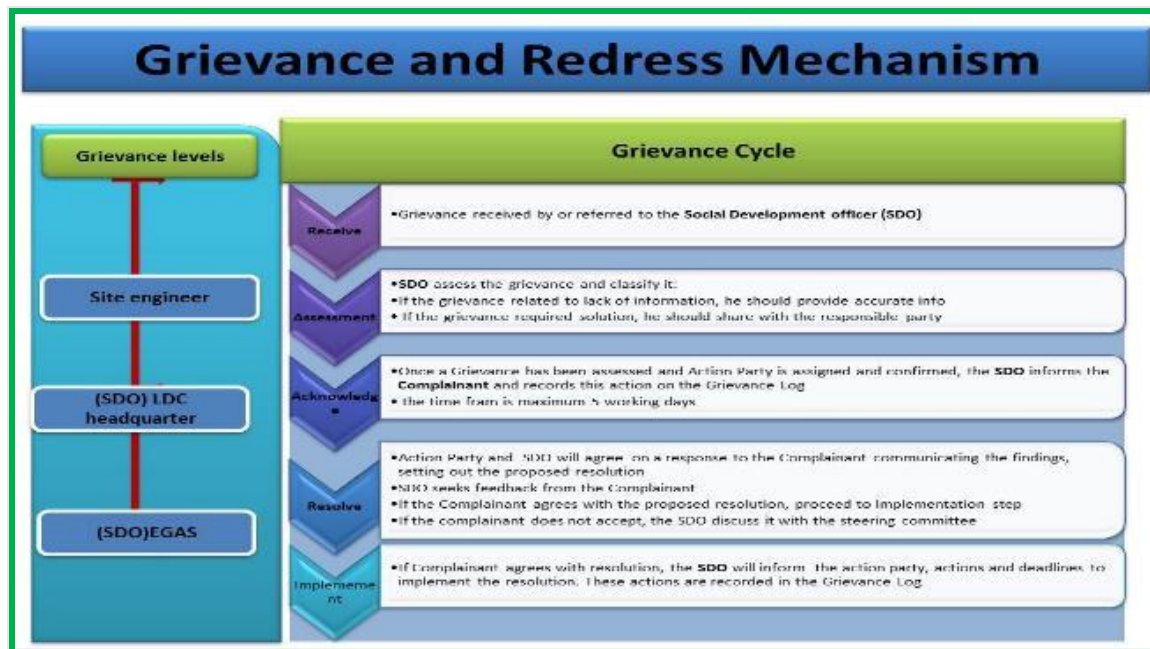 Grievance and Redress Mechanism
Grievance levels
Site engineer
(SDO) LDC
headquarter
(SDO)EGAS
Grievance Cycle
Receive
•Grievance received by or referred to the Social Development officer (SDO)
Assessment
•SDO assess the grievance and classify it:
•If the grievance related to lack of information, he should provide accurate info
• If the grievance required solution, he should share with the responsible party
Acknowledg
e
•Once a Grievance has been assessed and Action Party is assigned and confirmed, the SDO informs the
Complainant and records this action on the Grievance Log
• the time fram is maximum 5 working days
Resolve
•Action Party and SDO will agree on a response to the Complainant communicating the findings,
setting out the proposed resolution
•SDO seeks feedback from the Complainant
•If the Complainant agrees with the proposed resolution, proceed to Implementation step
•If the complainant does not accept, the SDO discuss it with the steering committee
Implememe
nt
•If Complainant agrees with resolution, the SDO will inform the action party, actions and deadlines to
implement the resolution. These actions are recorded in the Grievance Log